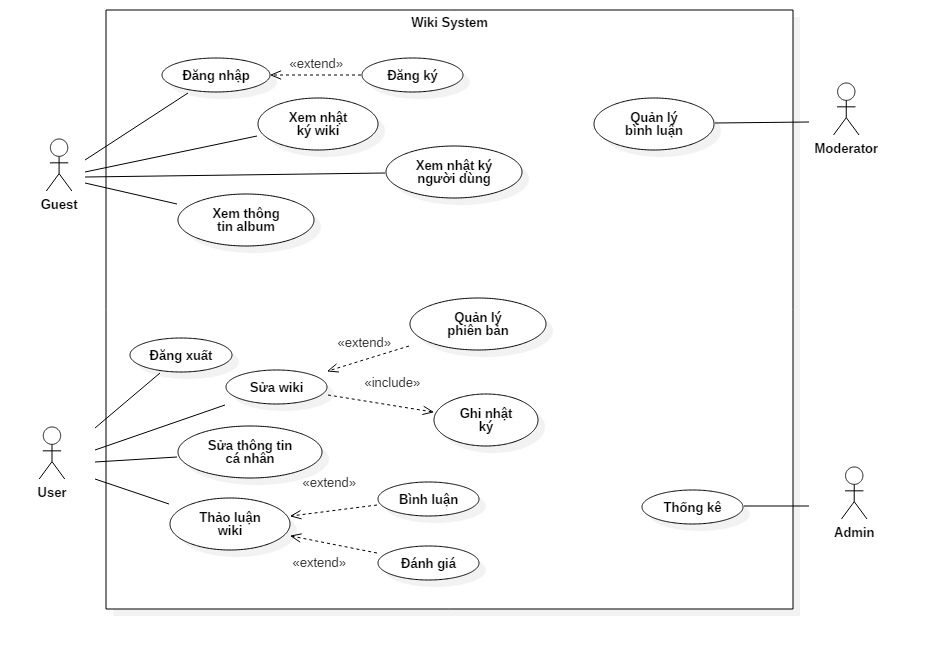 Wiki System
«extend»
Đăng nhập
Đăng ký
Xem nhật
ký wiki
Quản lý
bình luận
Moderator
Xem nhật ký
người dùng
Guest
Xem thông
tin album
Quản lý
phiên bản
«extend»
Đăng xuất
Sửa wiki
«include»
Ghi nhật
ký
Sửa thông tin
cá nhân
User
«extend»
Bình luận
Thảo luận
wiki
Thống kê
Admin
«extend»
Đánh giá